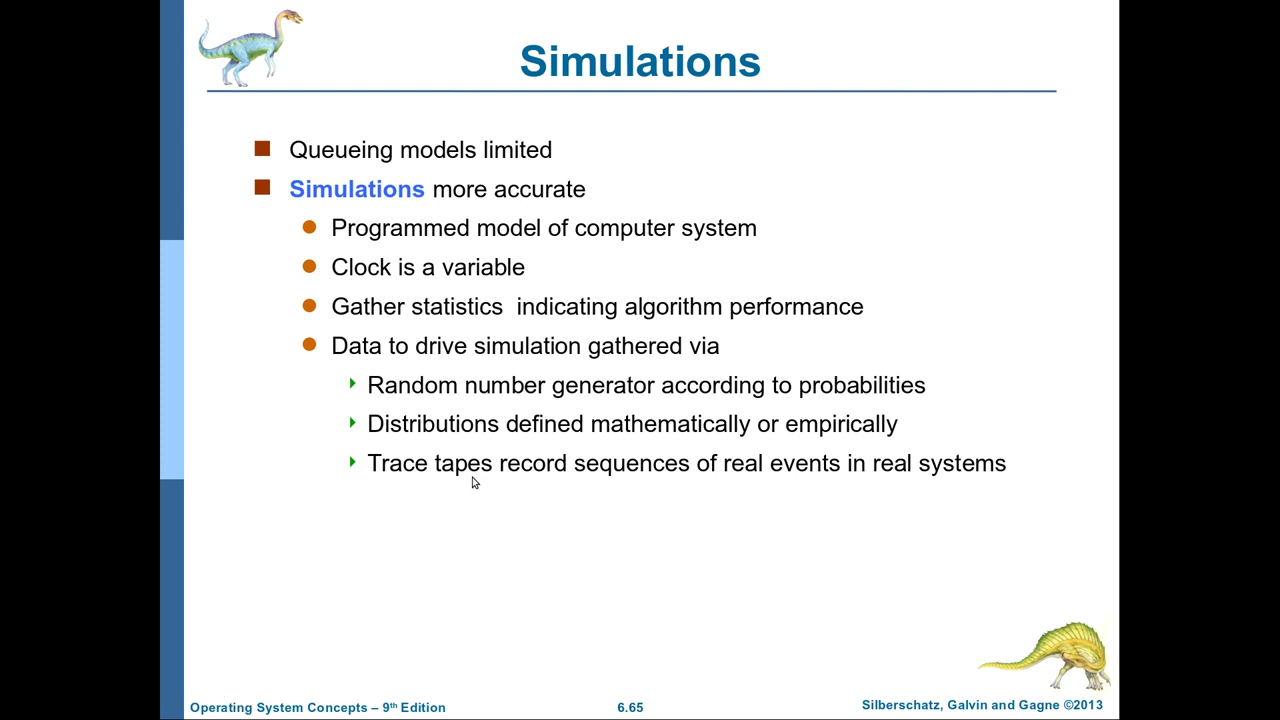 Simulations
Queueing models limited
Simulations more accurate
Programmed model of computer system
Clock is a variable
Gather statistics  indicating algorithm performance
Data to drive simulation gathered via
Random number generator according to probabilities
Distributions defined mathematically or empirically
Trace tapes record sequences of real events in real systems
Operating System Concepts – 9th Edition
6.65
Silberschatz, Galvin and Gagne ©2013